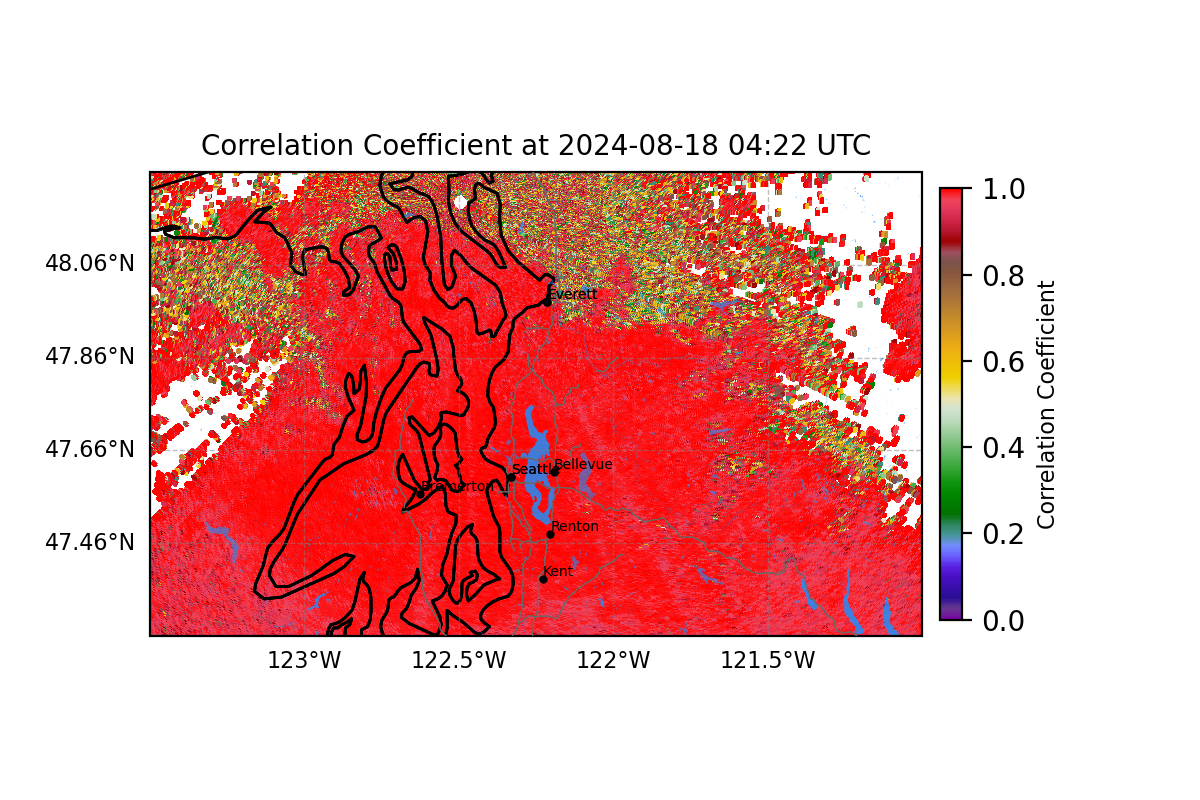 Correlation Coefficient at 2024-08-18 04:22 UTC
1.0
48.06°N
0.8
Everett
47.86°N
0.6
Correlation Coefficient
47.66°N
0.4
Seattle
Bellevue
Bremerton
Renton
47.46°N
0.2
Kent
0.0
123°W
122.5°W
122°W
121.5°W